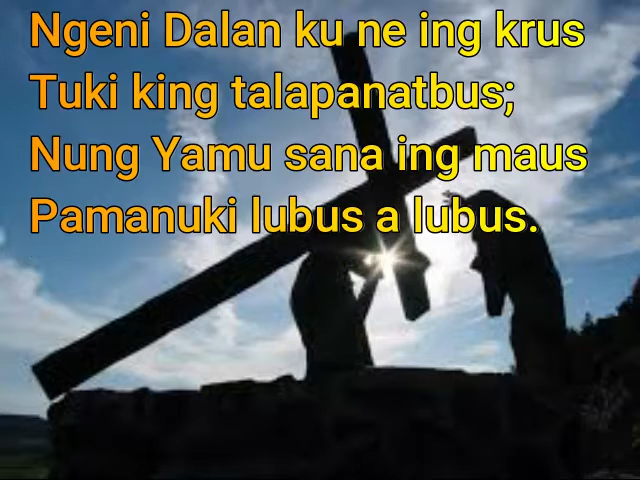 Ngeni Dalan ku ne ing krus
Tuki king talapanatbus;
Nung Yamu sana ing maus
Pamanuki lubus a lubus.